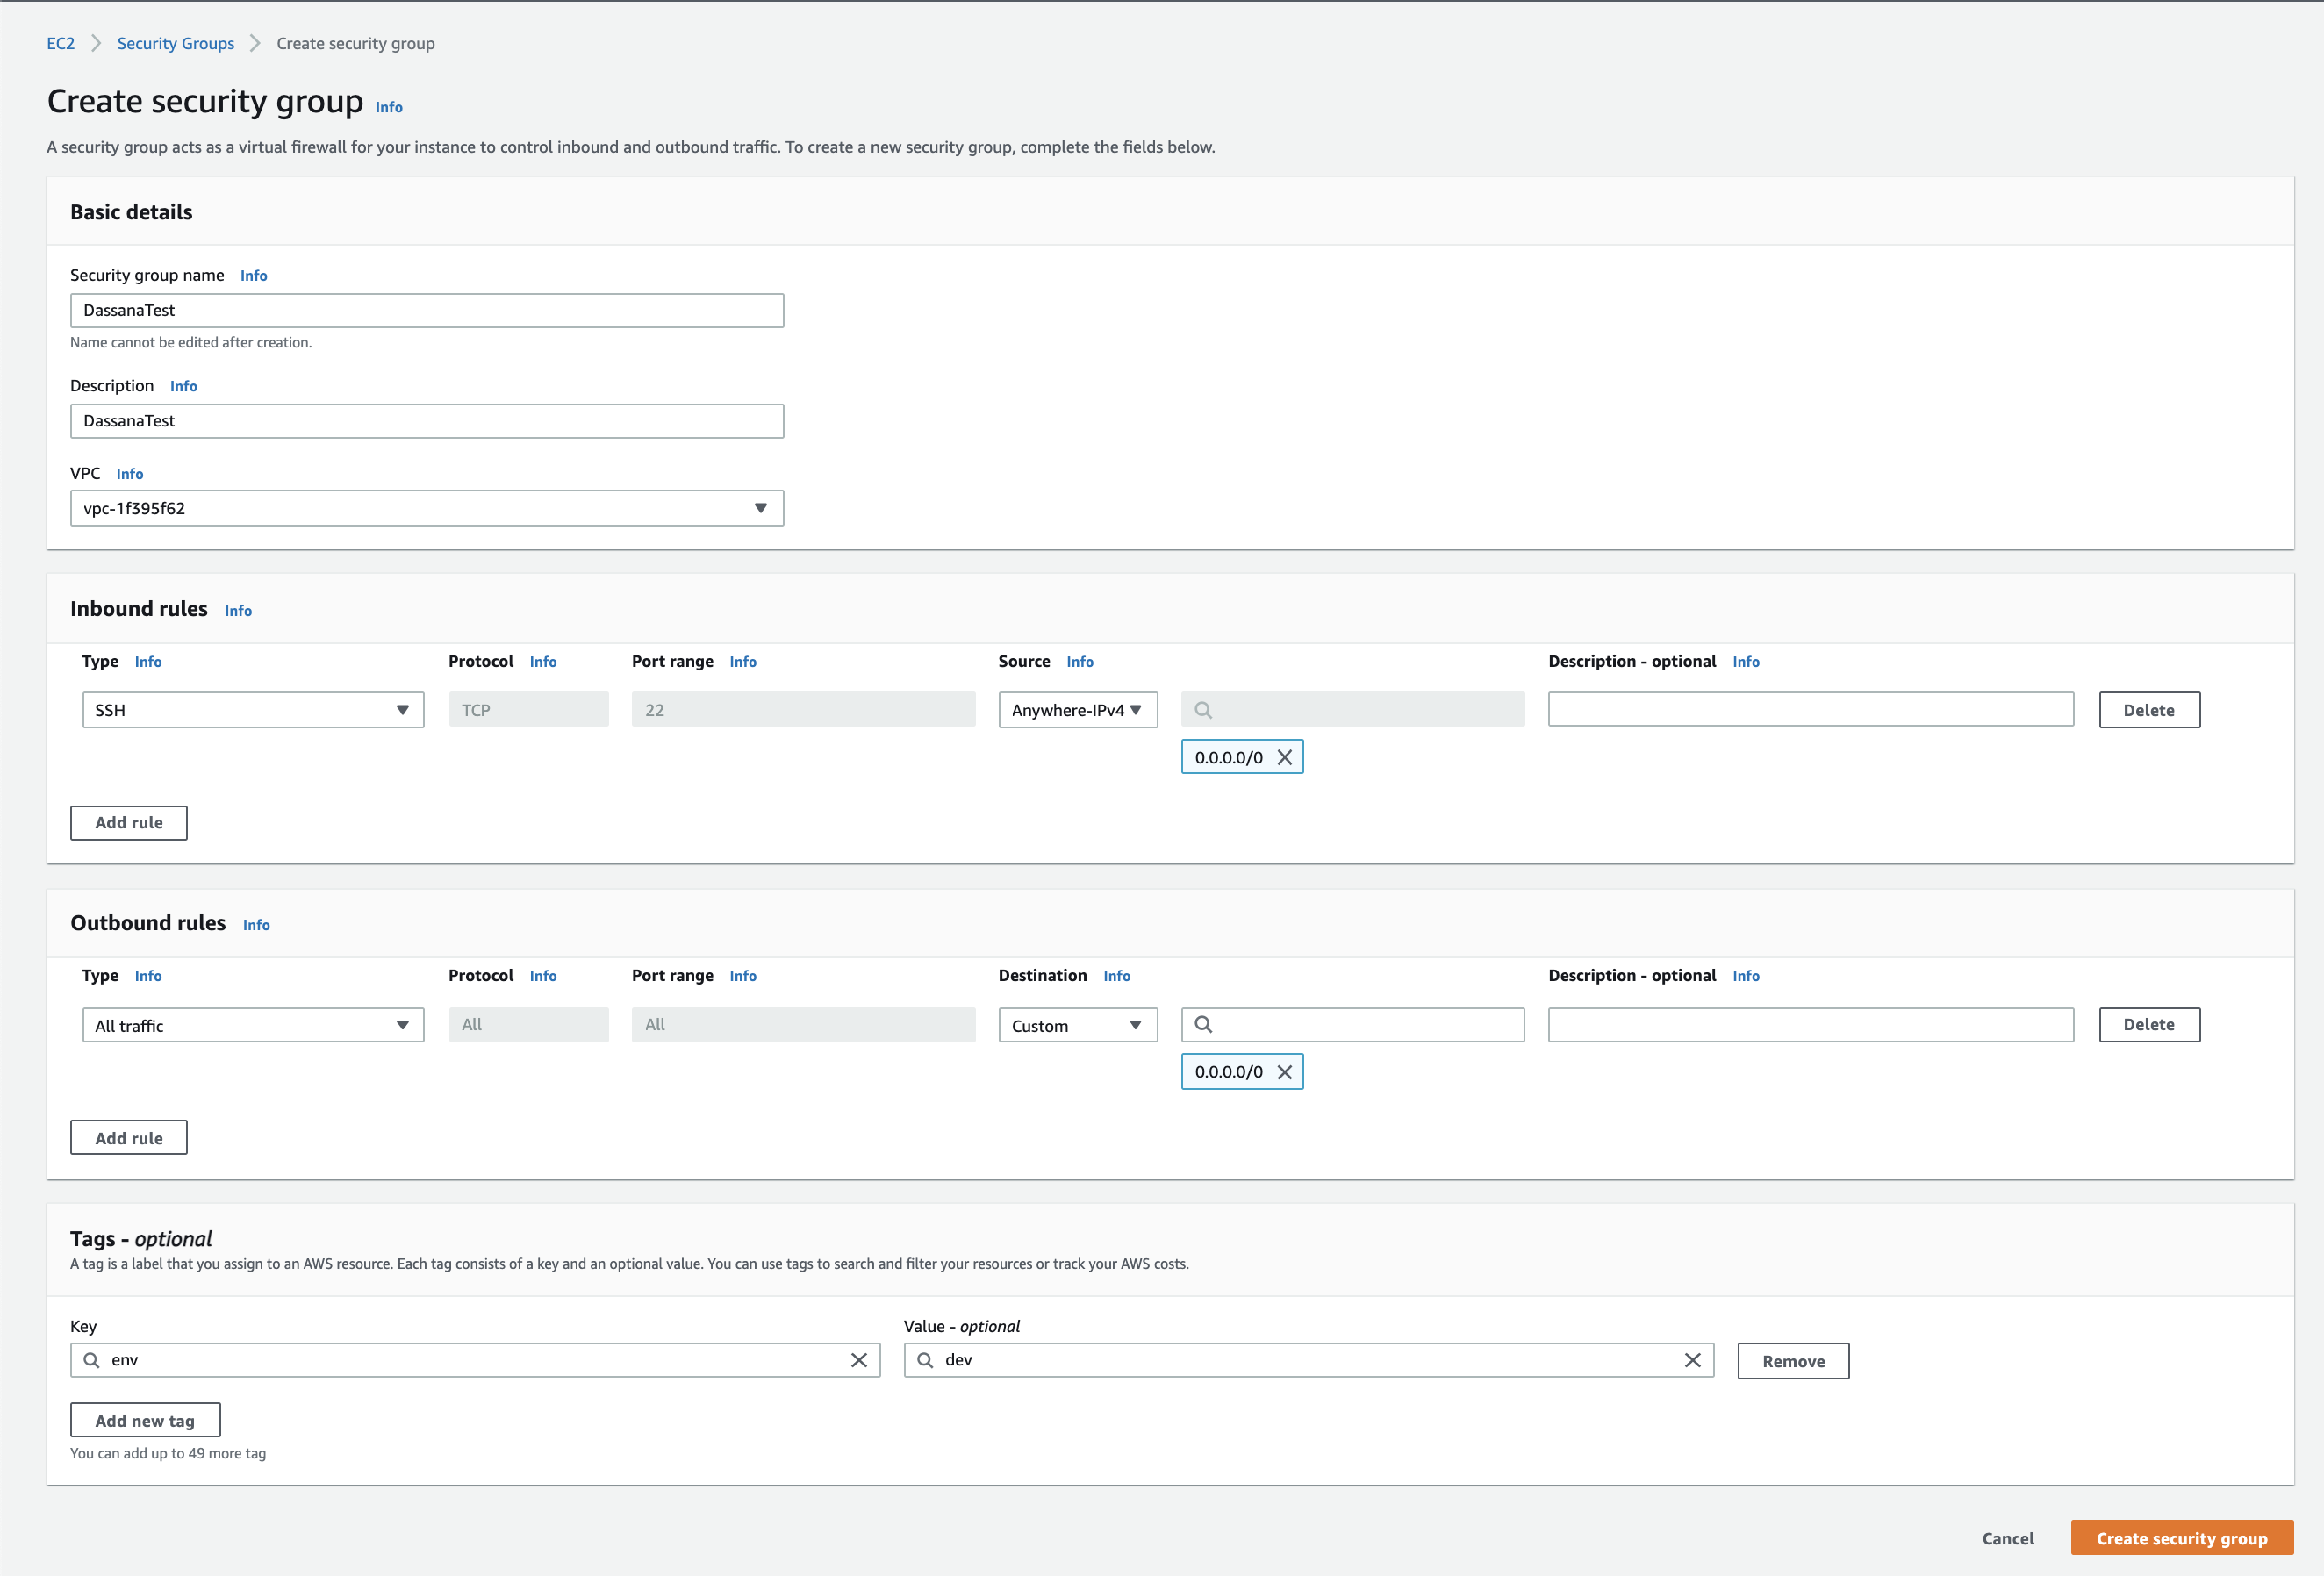 EC2 Security Groups Create security group
Create security group Info
A security group acts as a virtual firewall for your instance to control inbound and outbound traffic. To create a new security group, complete the fields below.
Basic details
Security group name Info
DassanaTest
Name cannot be edited after creation.
Description Info
DassanaTest
VPC Info
vpc-1f395f62
Inbound rules Info
Type Info Protocol Info Port range Info Source Info Description - optional Info
SSH TCP 22 Anywhere-IPv4 Delete
0.0.0.0/0
Add rule
Outbound rules Info
Type Info Protocol Info Port range Info Destination Info Description - optional Info
All traffic All All Custom Delete
0.0.0.0/0
Add rule
Tags - optional
A tag is a label that you assign to an AWS resource. Each tag consists of a key and an optional value. You can use tags to search and filter your resources or track your AWS costs.
Key Value - optional
env dev Remove
Add new tag
You can add up to 49 more tag
Cancel Create security group